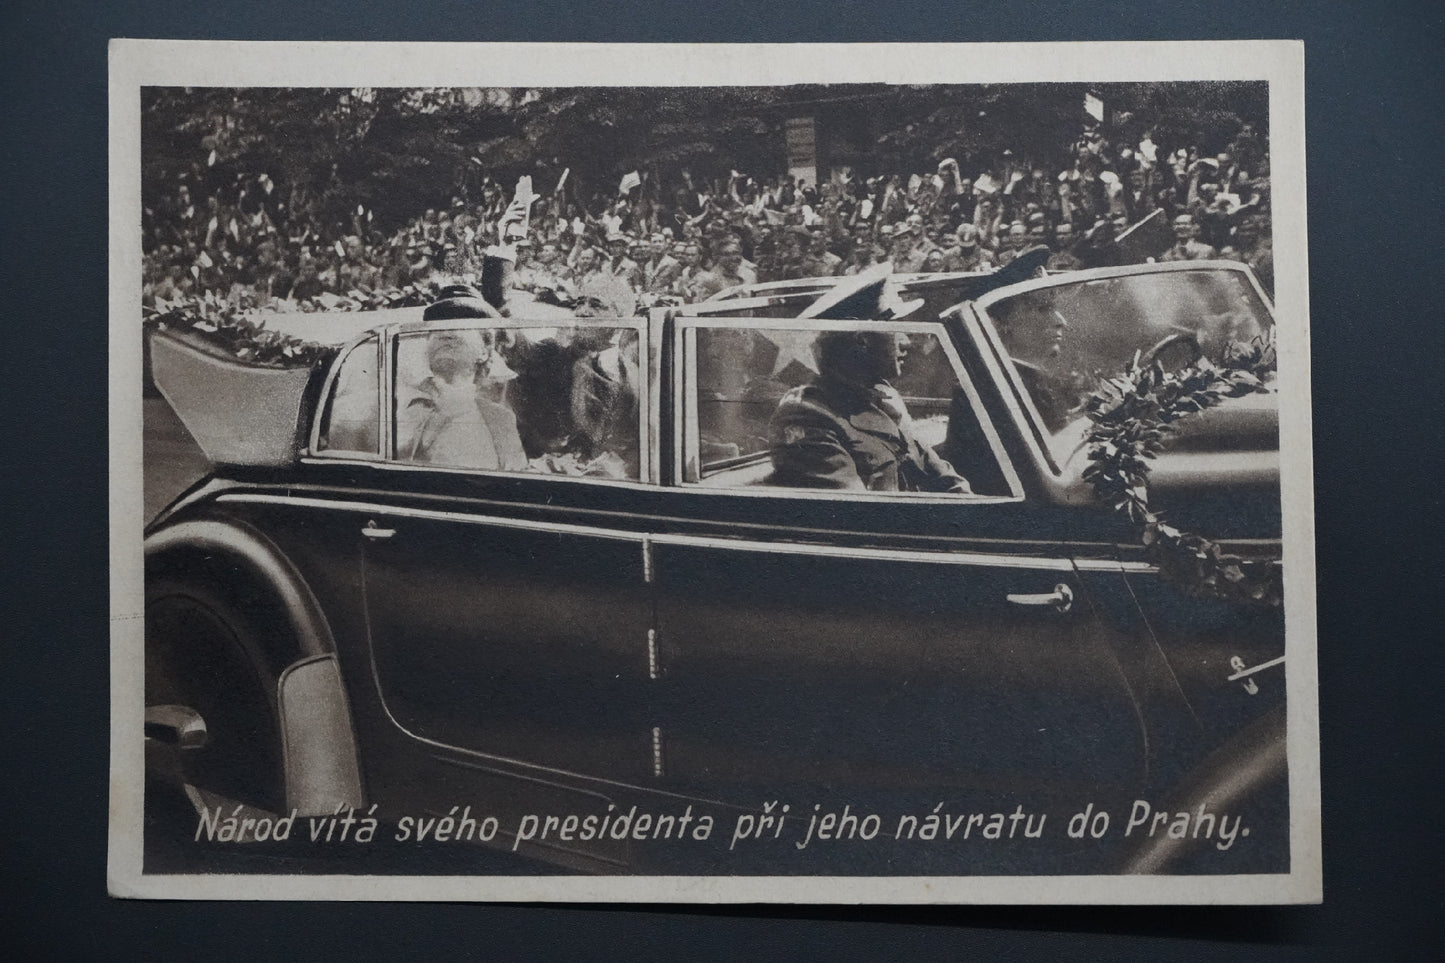 Národ vítá svého presidenta při jeho návratu do Prahy.